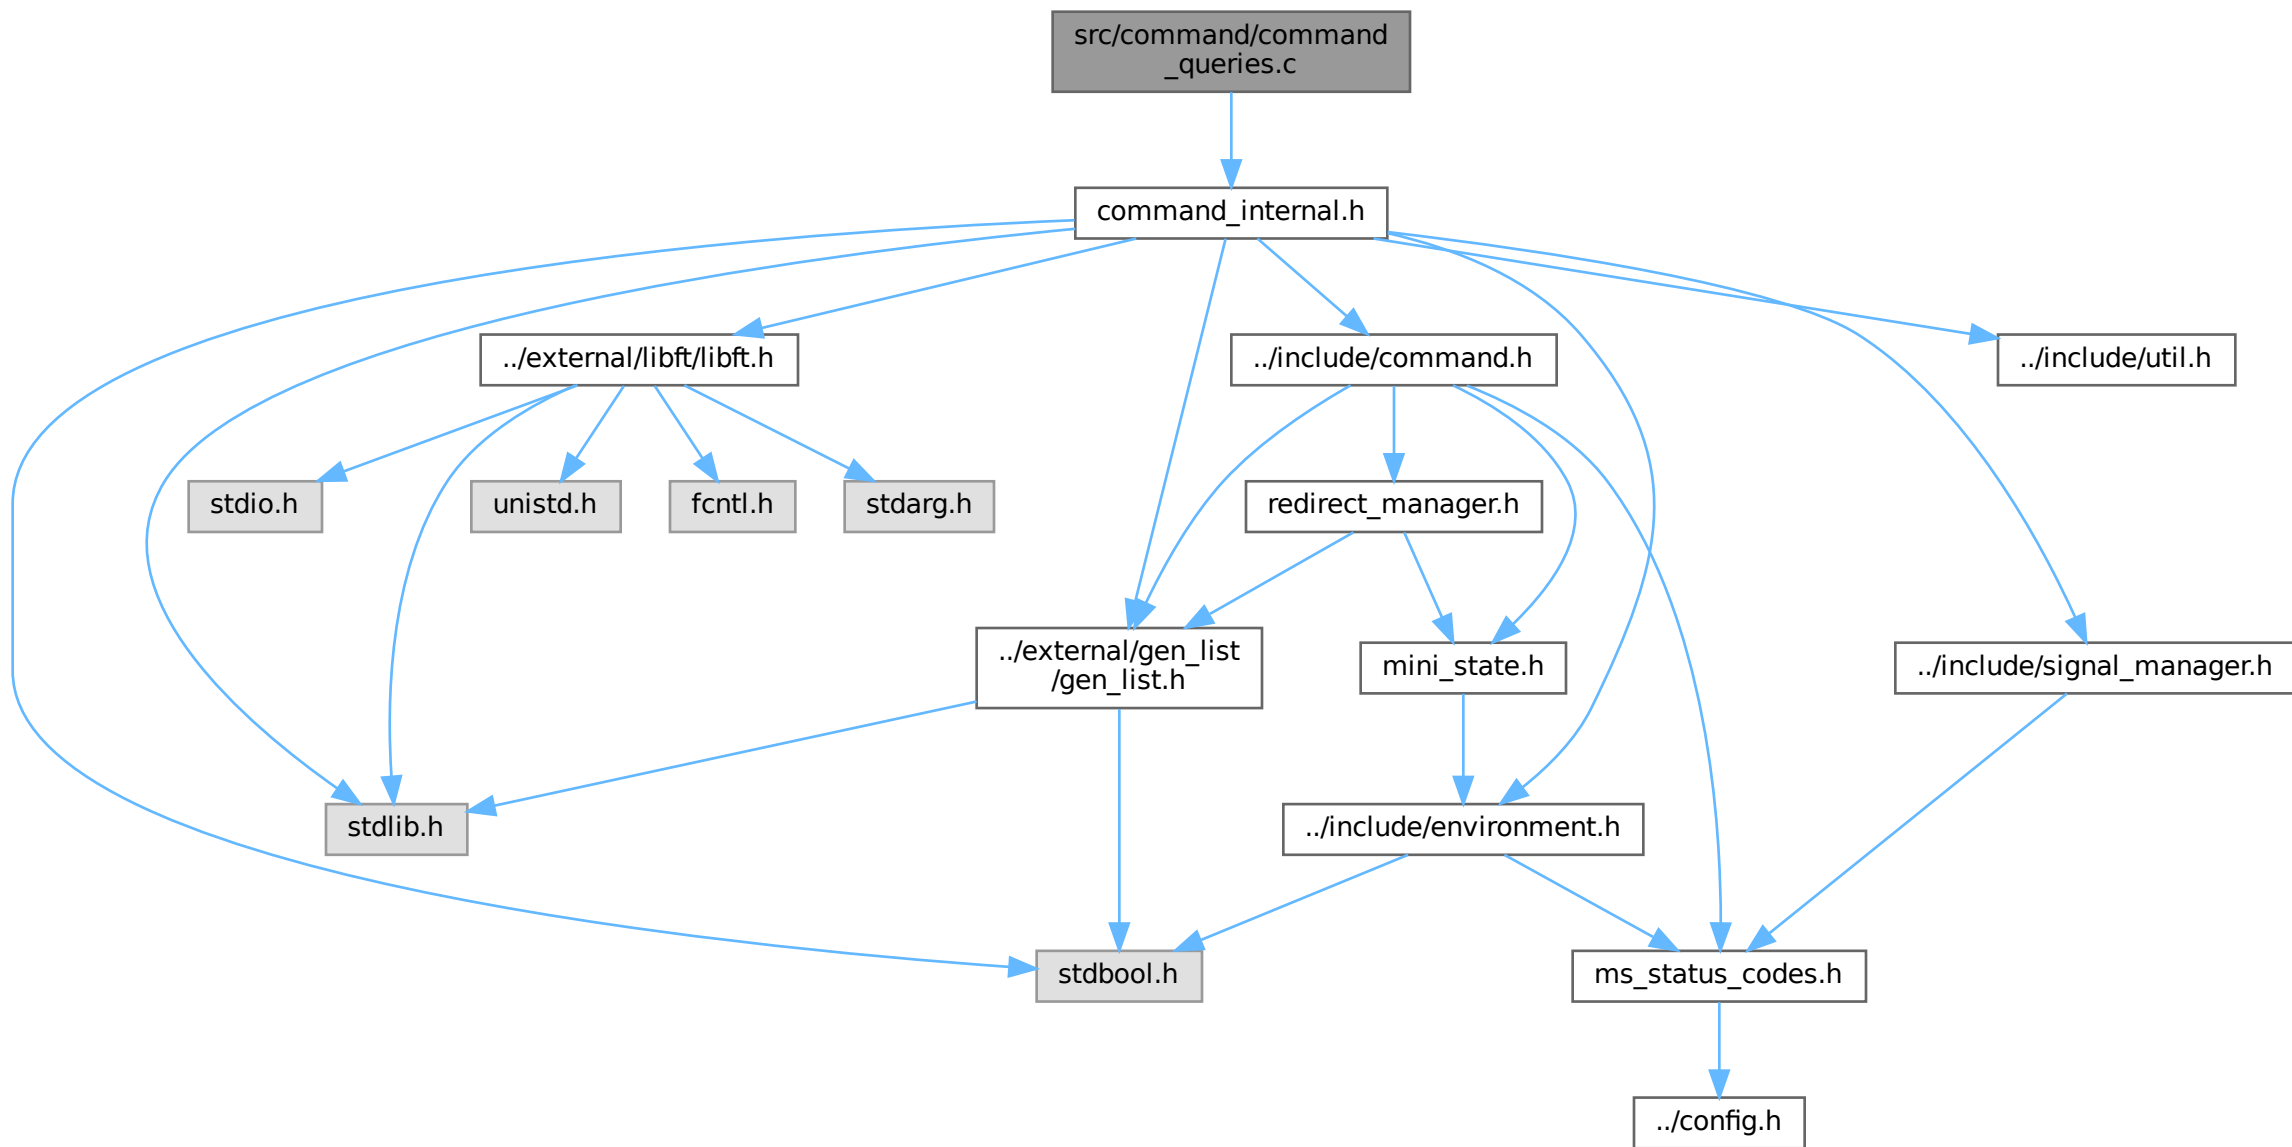 src/command/command
_queries.c
command_internal.h
../external/libft/libft.h
../include/command.h
../include/util.h
stdio.h
unistd.h
fcntl.h
stdarg.h
redirect_manager.h
../external/gen_list
/gen_list.h
mini_state.h
../include/signal_manager.h
stdlib.h
../include/environment.h
stdbool.h
ms_status_codes.h
../config.h